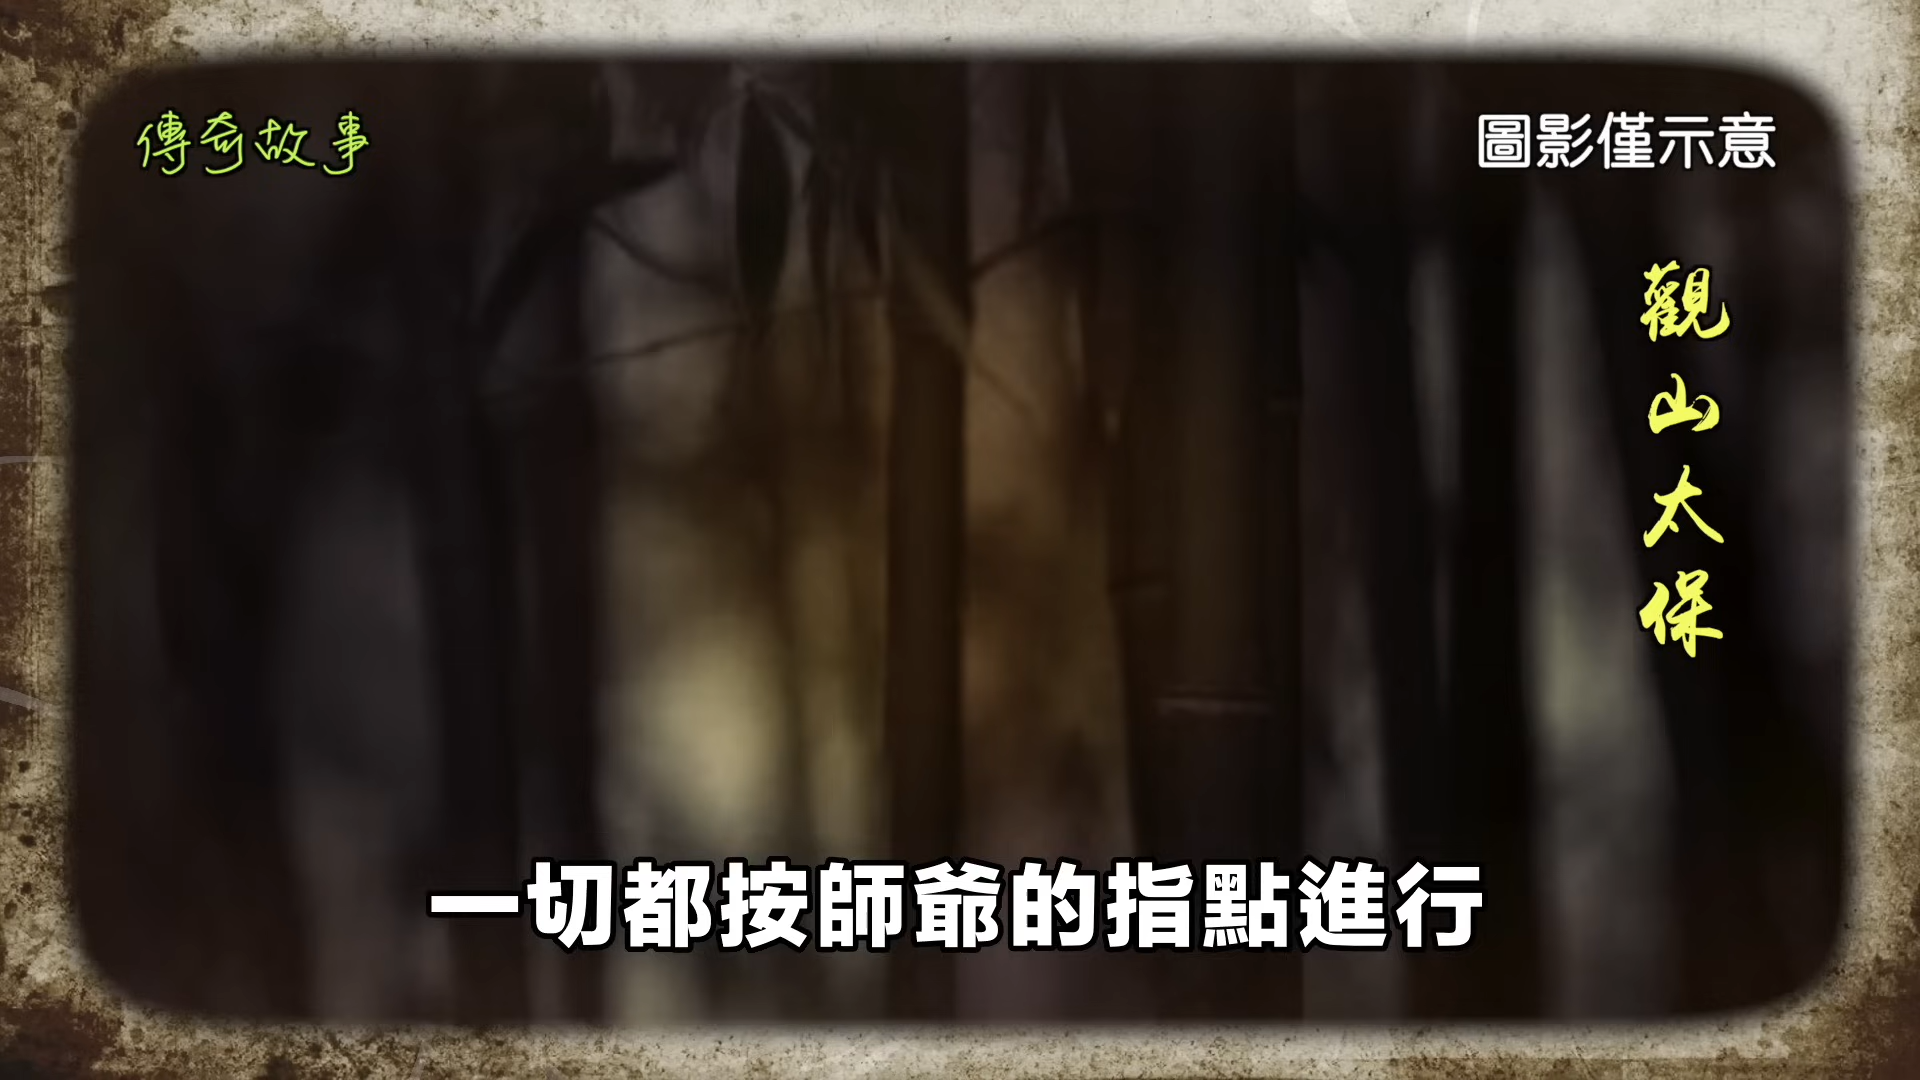 傳奇故事
圖影僅示意
觀山太保
一切都按師爺的指點進行